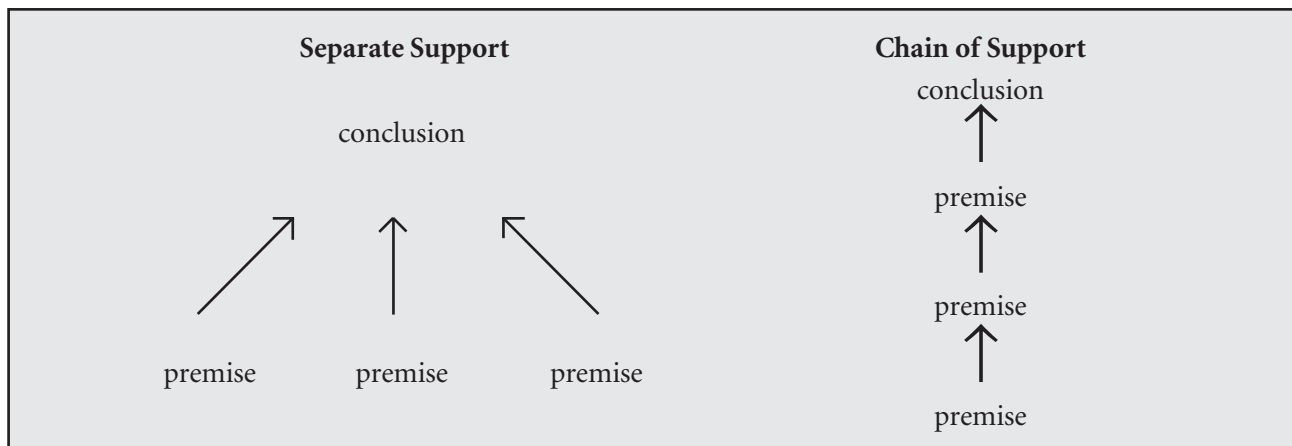 Separate Support
conclusion
premise premise premise
Chain of Support
conclusion
premise
premise
premise